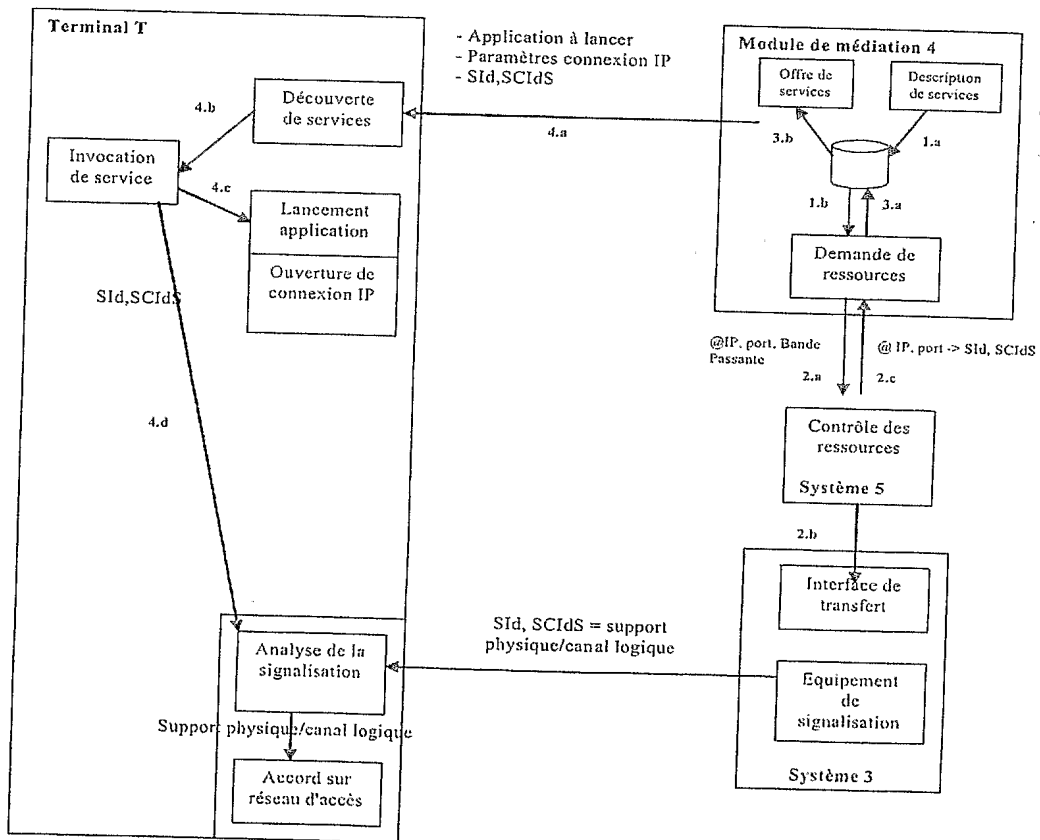 Terminal T
- Application à lancer
- Paramètres connexion IP
- SId,SCIdS
4.a
Découverte
de services
4.b
Invocation
de service
4.c
Lancement
application
Ouverture de
connexion IP
SId,SCIdS
4.d
Module de médiation 4
Offre de
services
Description
de services
3.b
1.a
1.b
3.a
Demande de
ressources
@IP, port, Bande
Passante
@ IP, port -> SId, SCIdS
2.a
2.c
Contrôle des
ressources
Système 5
2.b
Interface de
transfert
SId, SCIdS = support
physique/canal logique
Equipement
de
signalisation
Système 3
Analyse de la
signalisation
Support physique/canal logique
Accord sur
réseau d'accès